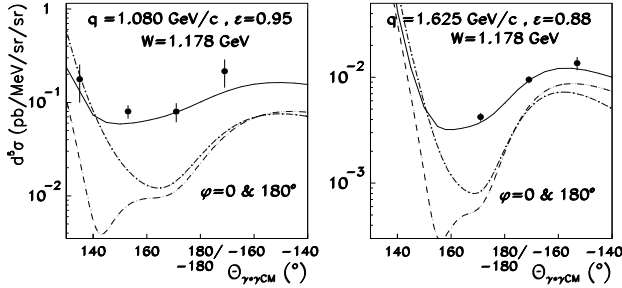 q = 1.080 GeV/c , ε=0.95
W=1.178 GeV
d⁵σ (pb/MeV/sr/sr)
1
10⁻¹
10⁻²
φ=0 & 180°
140 160 180/-180 -160 -140
Θγ*γCM (°)
q = 1.625 GeV/c , ε=0.88
W=1.178 GeV
10⁻²
10⁻³
φ=0 & 180°
140 160 180/-180 -160 -140
Θγ*γCM (°)